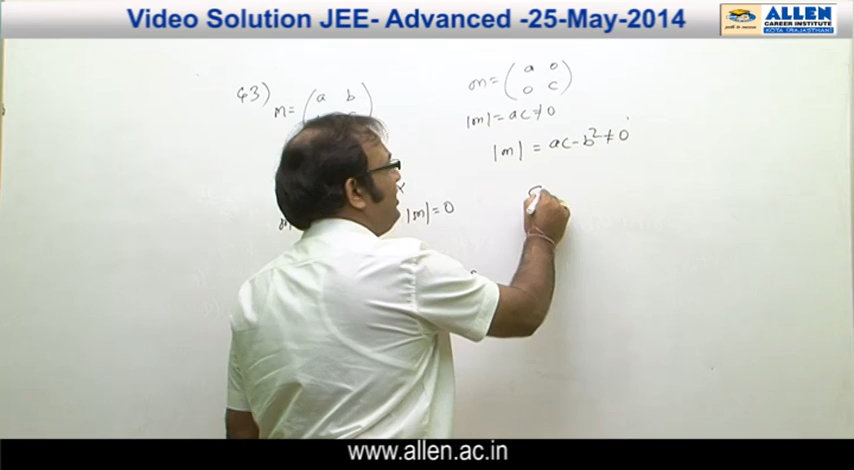 Video Solution JEE- Advanced -25-May-2014
ALLEN
CAREER INSTITUTE
KOTA (RAJASTHAN)
43)
M = (a b
m = (a 0
0 c)
|m| = ac ≠ 0
|m| = ac - b² ≠ 0
|m| = 0
www.allen.ac.in